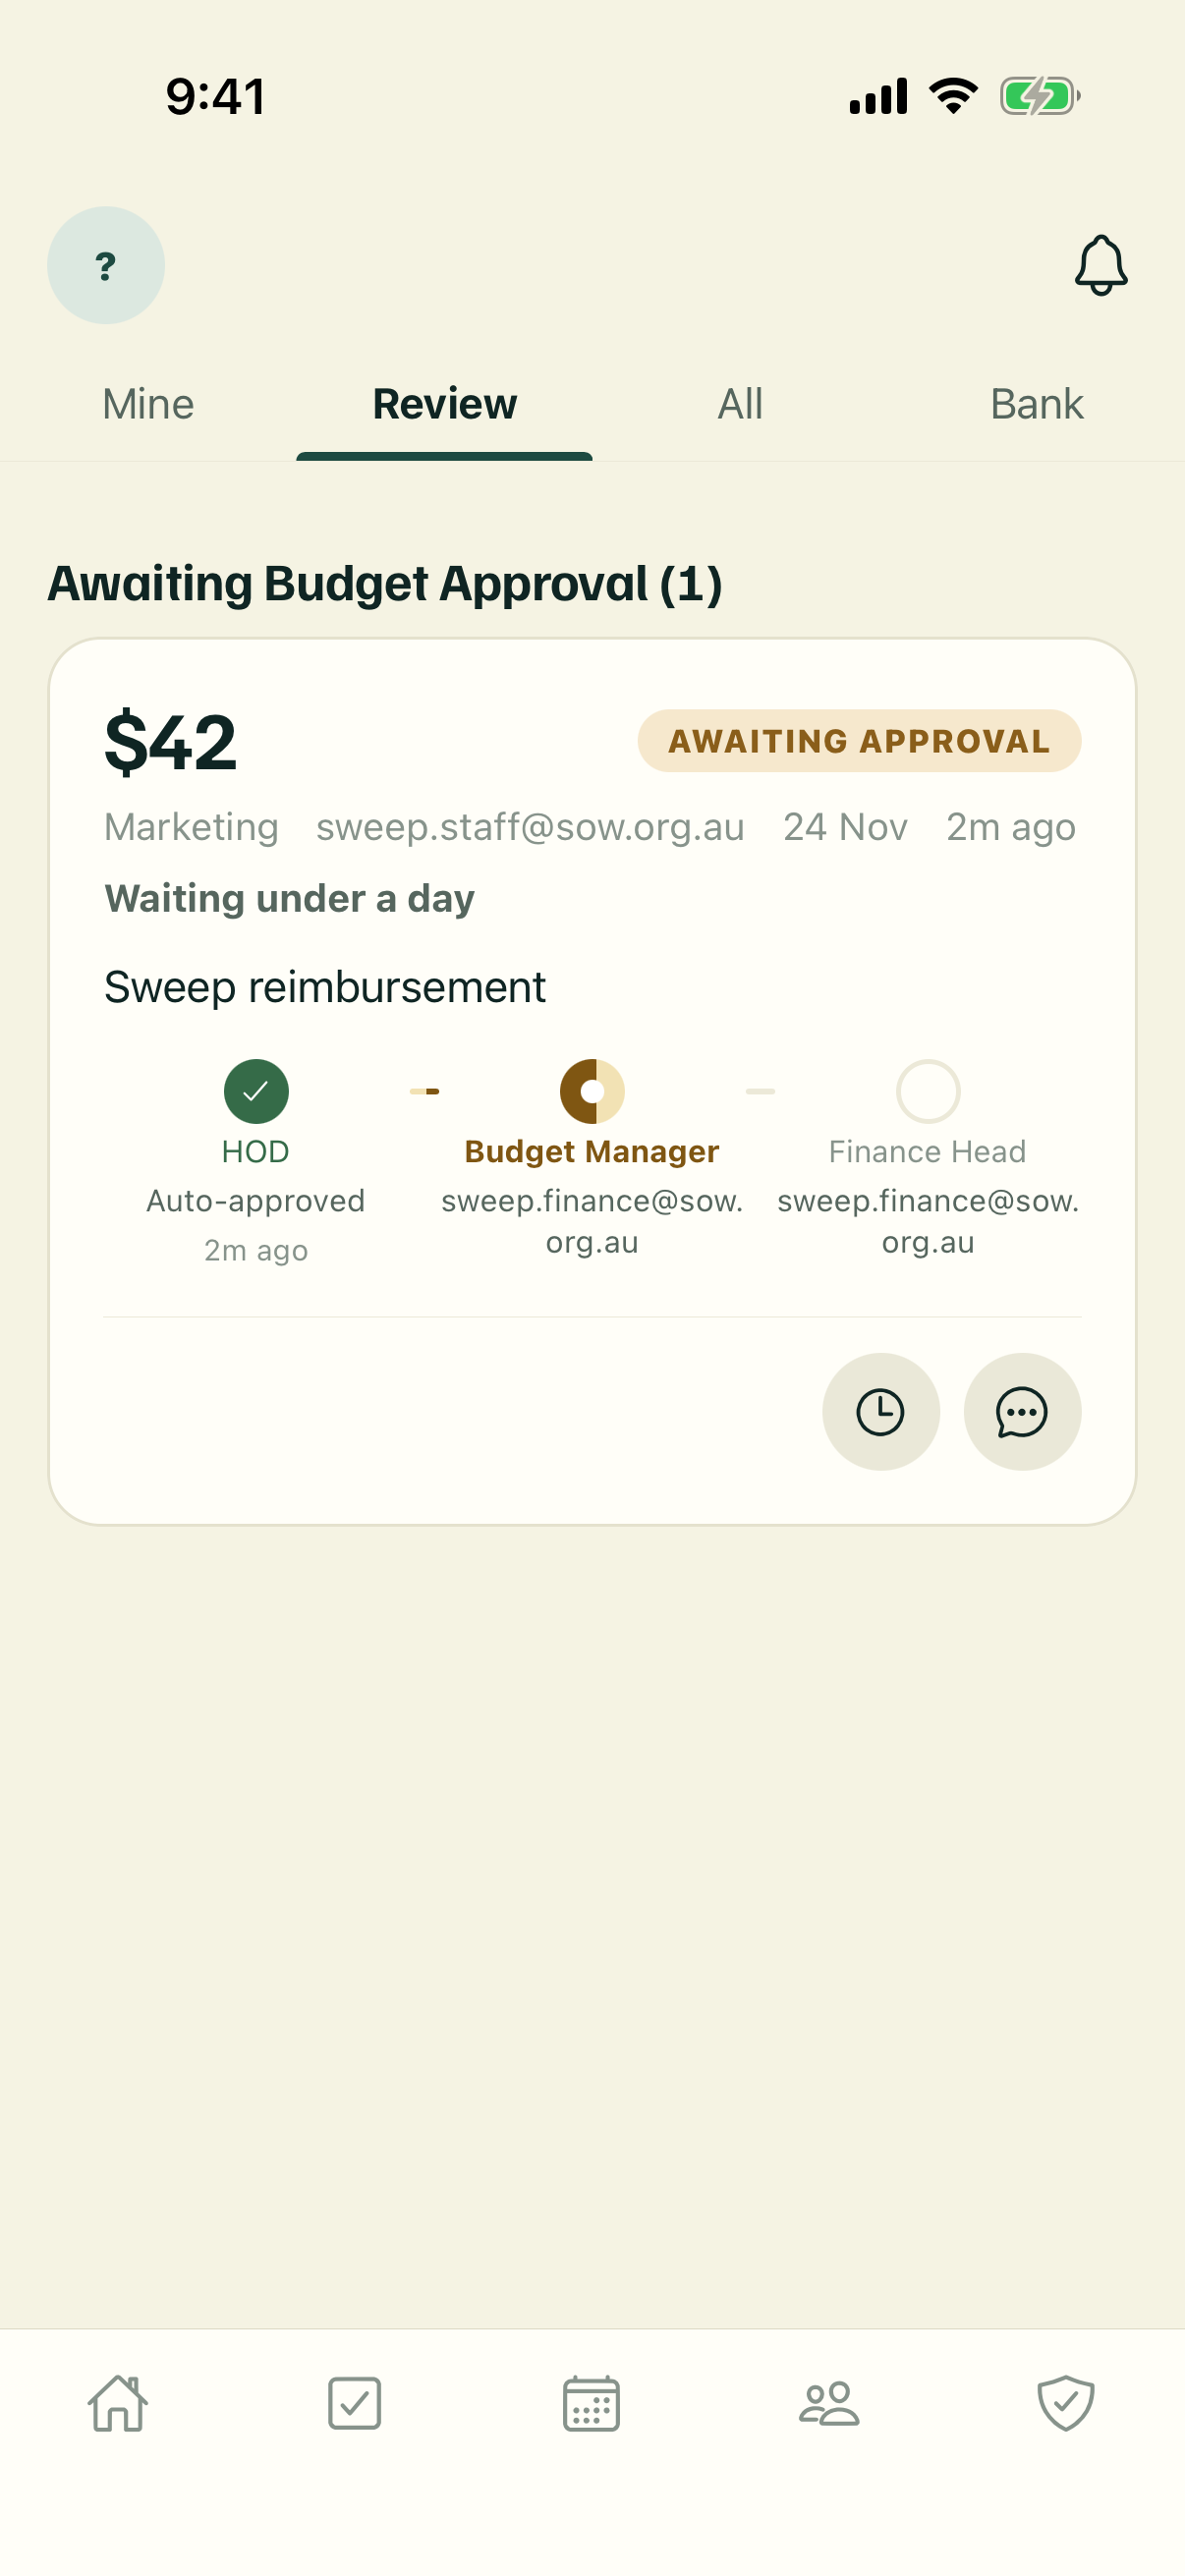 9:41
?
Mine Review All Bank
Awaiting Budget Approval (1)
$42 AWAITING APPROVAL
Marketing sweep.staff@sow.org.au 24 Nov 2m ago
Waiting under a day
Sweep reimbursement
HOD Budget Manager Finance Head
Auto-approved sweep.finance@sow. sweep.finance@sow.
2m ago org.au org.au